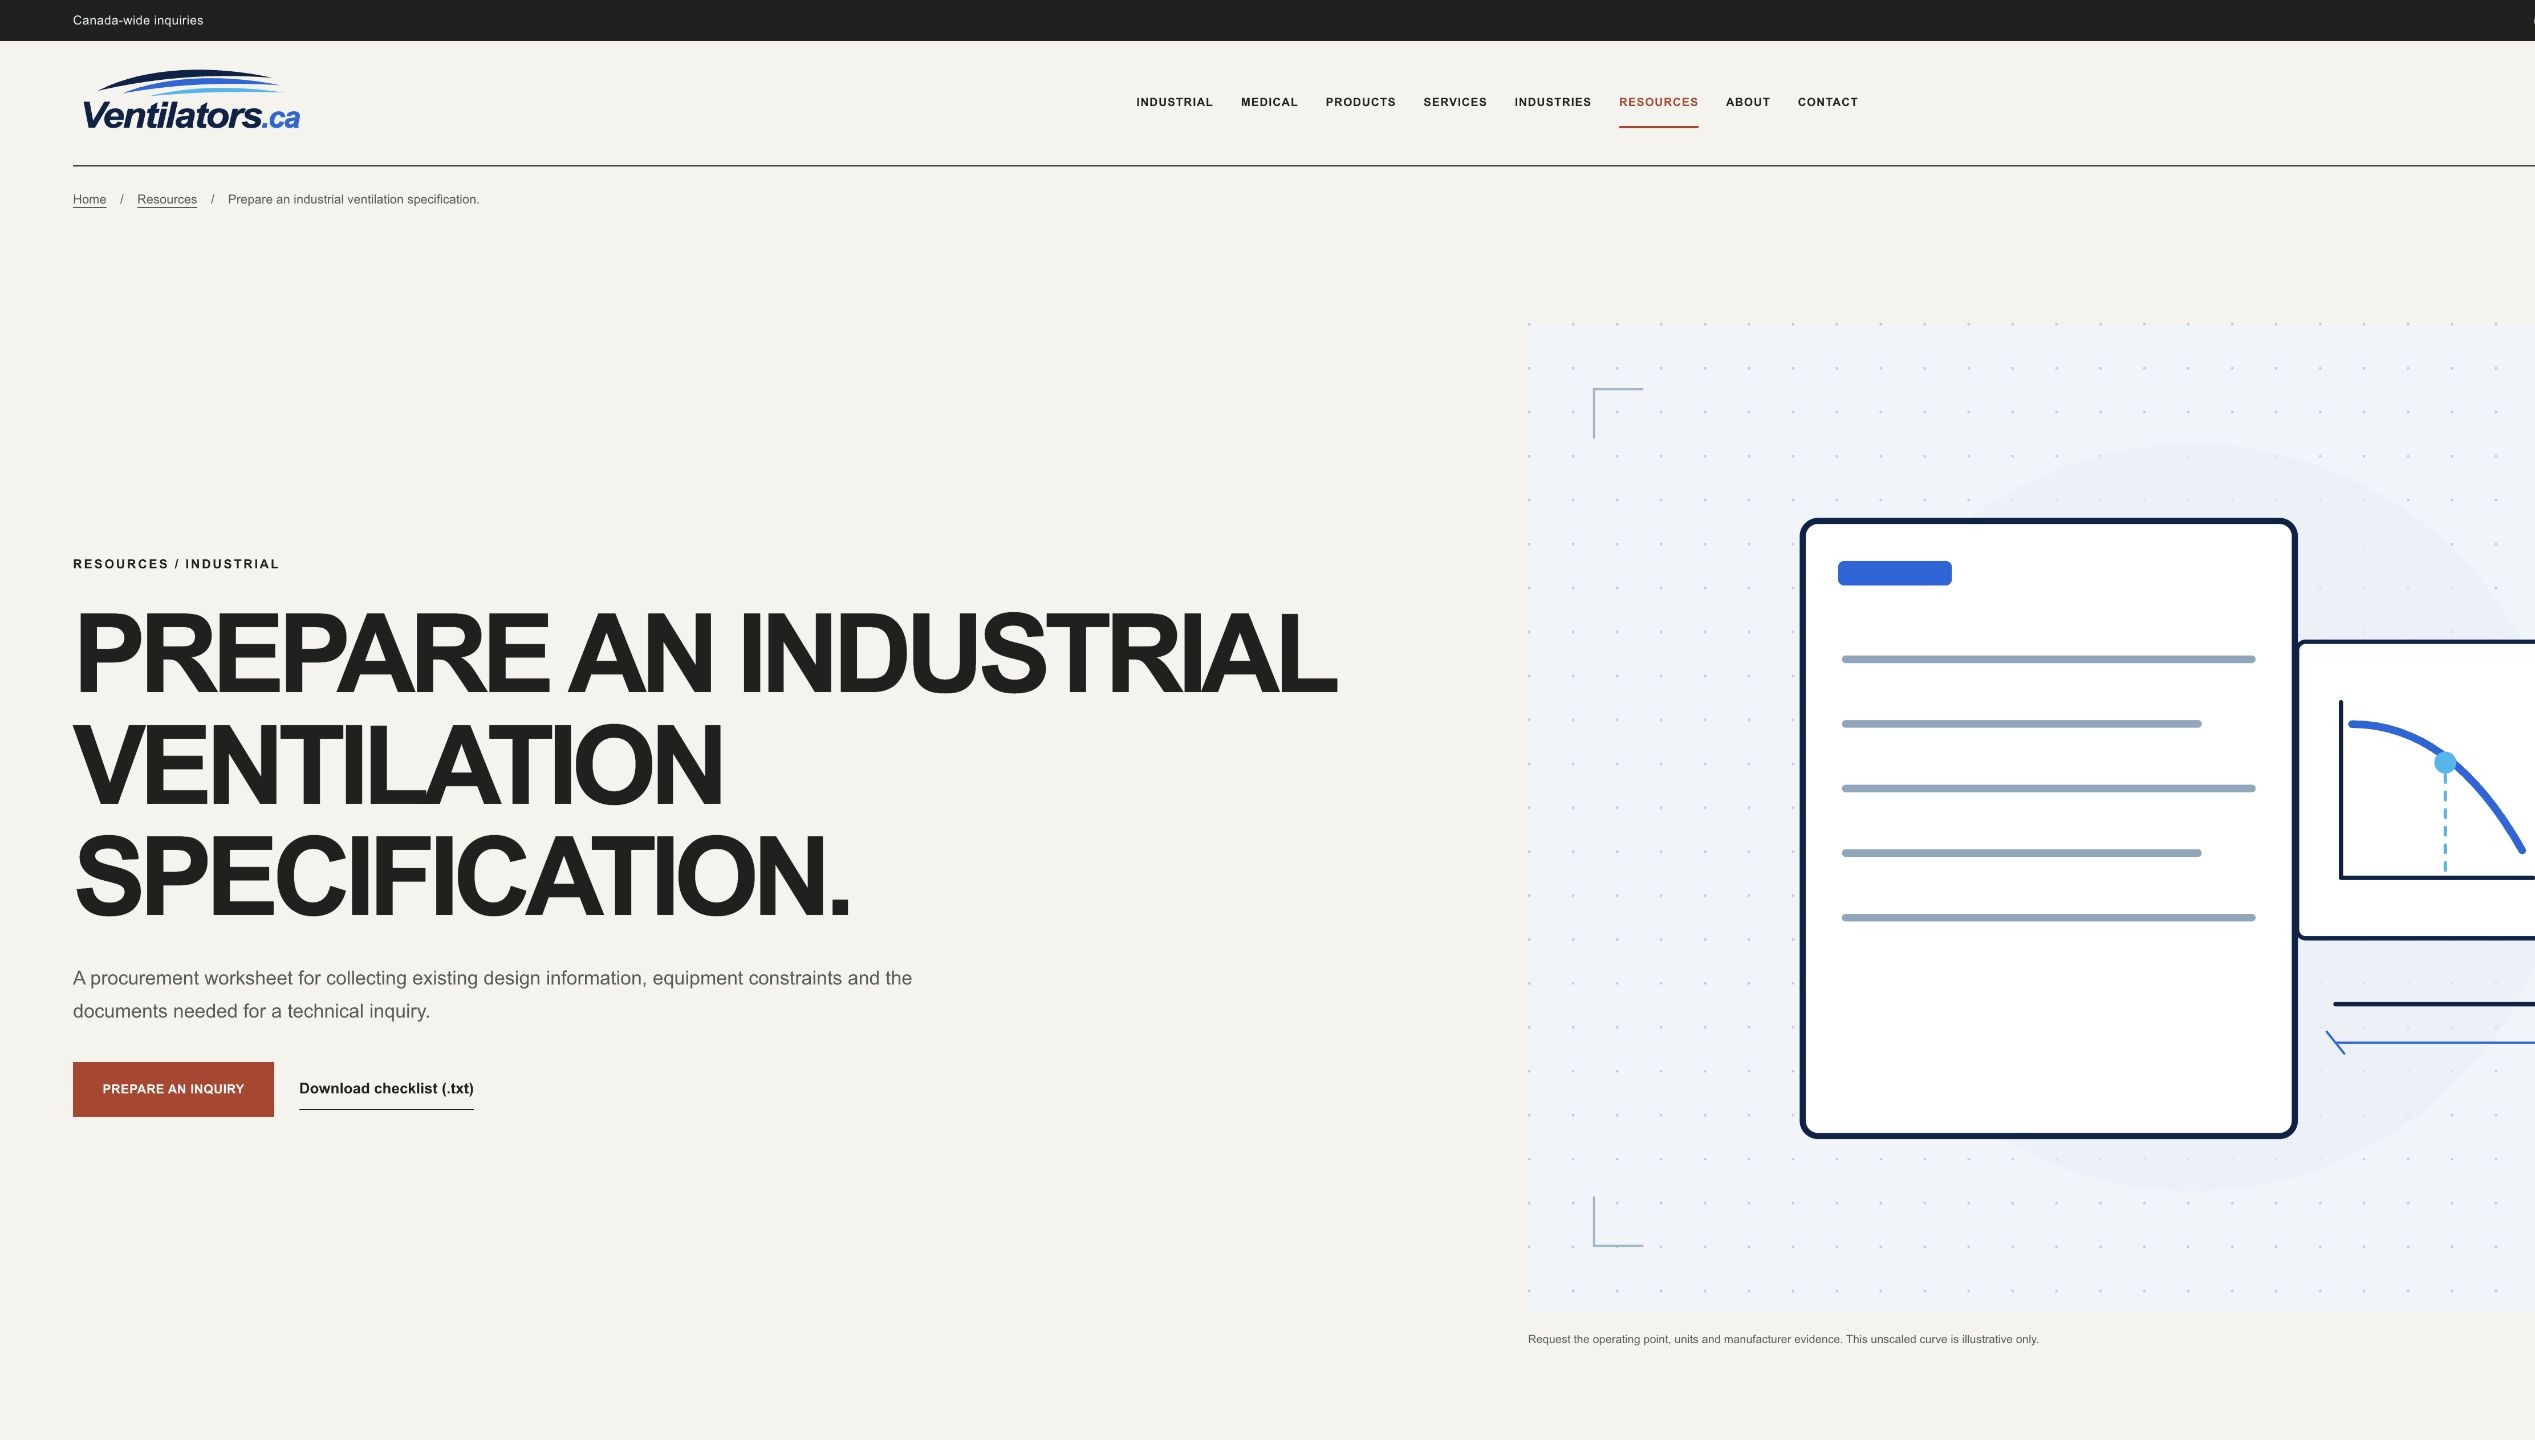 Canada-wide inquiries
Ventilators.ca
INDUSTRIAL MEDICAL PRODUCTS SERVICES INDUSTRIES RESOURCES ABOUT CONTACT
Home / Resources / Prepare an industrial ventilation specification.
RESOURCES / INDUSTRIAL
PREPARE AN INDUSTRIAL
VENTILATION
SPECIFICATION.
A procurement worksheet for collecting existing design information, equipment constraints and the
documents needed for a technical inquiry.
PREPARE AN INQUIRY Download checklist (.txt)
Request the operating point, units and manufacturer evidence. This unscaled curve is illustrative only.